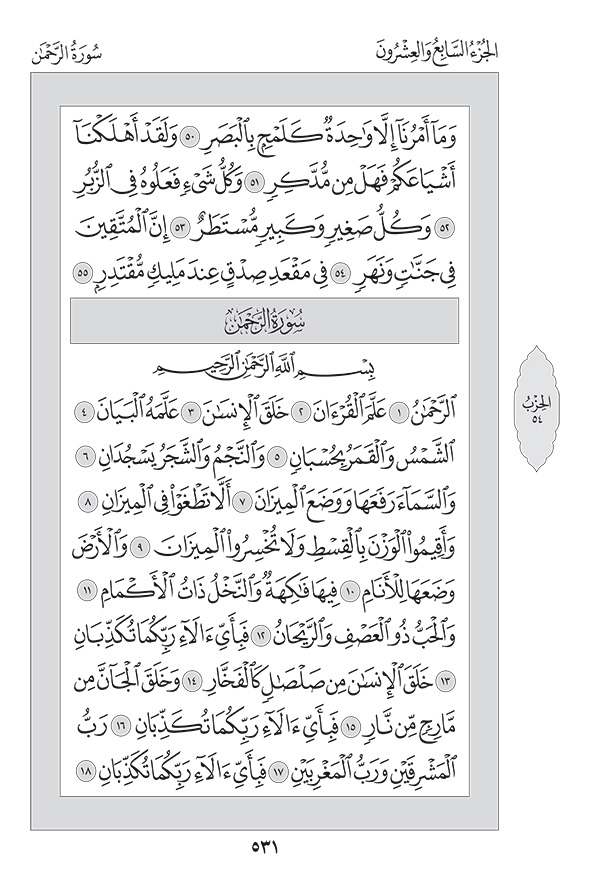 الجُزْءُ السَّابِعُ وَالعِشْرُونَ
سُورَةُ الرَّحْمٰن
وَمَآ أَمْرُنَآ إِلَّا وَٰحِدَةٌ كَلَمْحٍۭ بِٱلْبَصَرِ ٥٠ وَلَقَدْ أَهْلَكْنَآ
أَشْيَاعَكُمْ فَهَلْ مِن مُّدَّكِرٍ ٥١ وَكُلُّ شَىْءٍ فَعَلُوهُ فِى ٱلزُّبُرِ
٥٢ وَكُلُّ صَغِيرٍ وَكَبِيرٍ مُّسْتَطَرٌ ٥٣ إِنَّ ٱلْمُتَّقِينَ
فِى جَنَّٰتٍ وَنَهَرٍ ٥٤ فِى مَقْعَدِ صِدْقٍ عِندَ مَلِيكٍ مُّقْتَدِرٍۭ ٥٥
سُورَةُ الرَّحْمٰن
بِسْمِ ٱللَّهِ ٱلرَّحْمَٰنِ ٱلرَّحِيمِ
ٱلرَّحْمَٰنُ ١ عَلَّمَ ٱلْقُرْءَانَ ٢ خَلَقَ ٱلْإِنسَٰنَ ٣ عَلَّمَهُ ٱلْبَيَانَ ٤
ٱلشَّمْسُ وَٱلْقَمَرُ بِحُسْبَانٍ ٥ وَٱلنَّجْمُ وَٱلشَّجَرُ يَسْجُدَانِ ٦
وَٱلسَّمَآءَ رَفَعَهَا وَوَضَعَ ٱلْمِيزَانَ ٧ أَلَّا تَطْغَوْا۟ فِى ٱلْمِيزَانِ ٨
وَأَقِيمُوا۟ ٱلْوَزْنَ بِٱلْقِسْطِ وَلَا تُخْسِرُوا۟ ٱلْمِيزَانَ ٩ وَٱلْأَرْضَ
وَضَعَهَا لِلْأَنَامِ ١٠ فِيهَا فَٰكِهَةٌ وَٱلنَّخْلُ ذَاتُ ٱلْأَكْمَامِ ١١
وَٱلْحَبُّ ذُو ٱلْعَصْفِ وَٱلرَّيْحَانُ ١٢ فَبِأَىِّ ءَالَآءِ رَبِّكُمَا تُكَذِّبَانِ
١٣ خَلَقَ ٱلْإِنسَٰنَ مِن صَلْصَٰلٍ كَٱلْفَخَّارِ ١٤ وَخَلَقَ ٱلْجَآنَّ مِن
مَّارِجٍ مِّن نَّارٍ ١٥ فَبِأَىِّ ءَالَآءِ رَبِّكُمَا تُكَذِّبَانِ ١٦ رَبُّ
ٱلْمَشْرِقَيْنِ وَرَبُّ ٱلْمَغْرِبَيْنِ ١٧ فَبِأَىِّ ءَالَآءِ رَبِّكُمَا تُكَذِّبَانِ ١٨
الحِزْبُ
٥٤
٥٣١